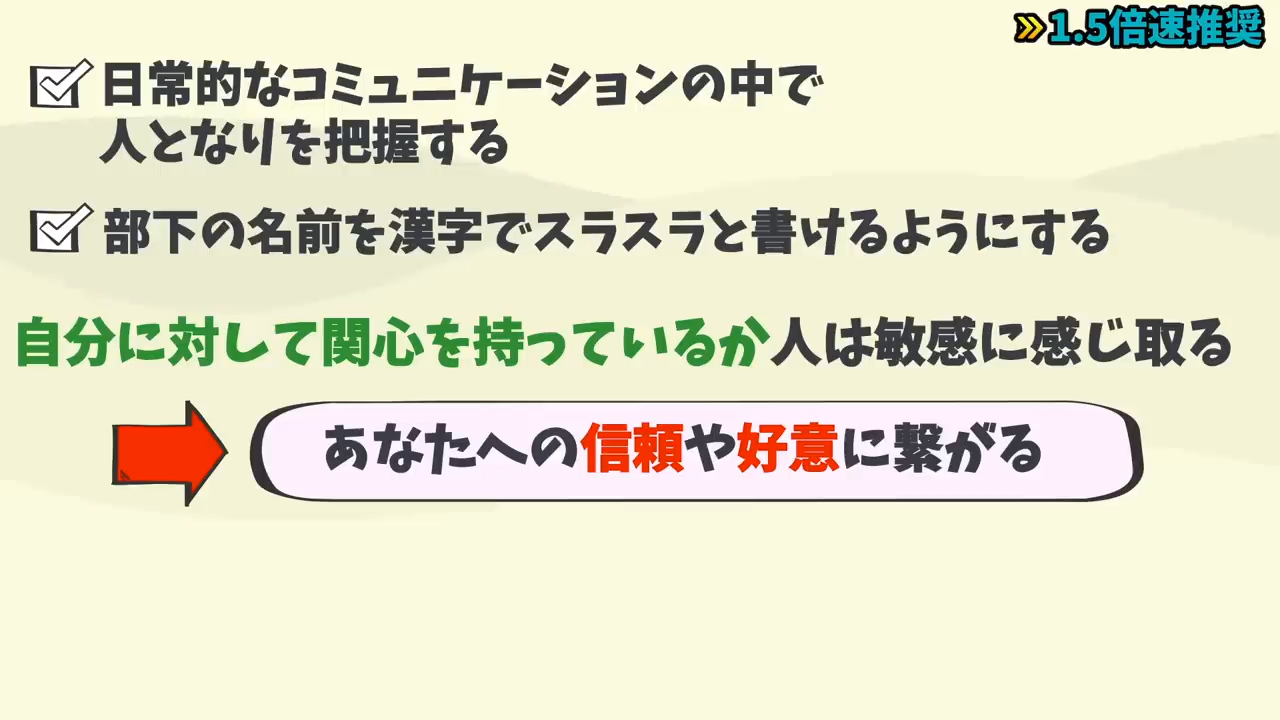 1.5倍速推奨
日常的なコミュニケーションの中で
人となりを把握する
部下の名前を漢字でスラスラと書けるようにする
自分に対して関心を持っているか人は敏感に感じ取る
あなたへの信頼や好意に繋がる